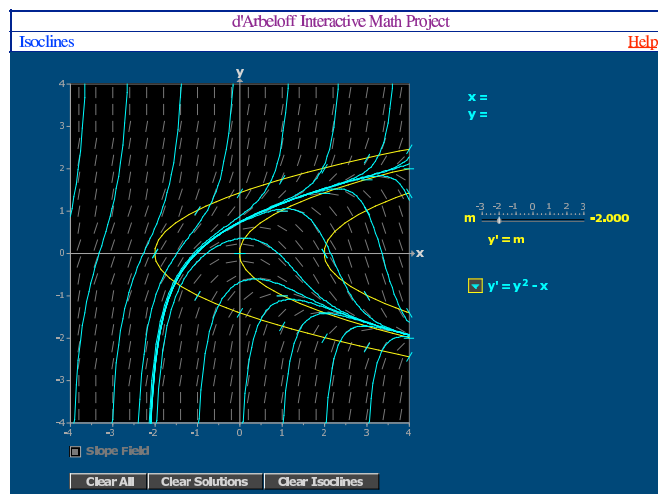 d'Arbeloff Interactive Math Project
Isoclines Help
y
4
3
2
1
0
-1
-2
-3
-4
-4 -3 -2 -1 0 1 2 3 4
x
x =
y =
-3 -2 -1 0 1 2 3
m -2.000
y' = m
y' = y² - x
Slope Field
Clear All Clear Solutions Clear Isoclines